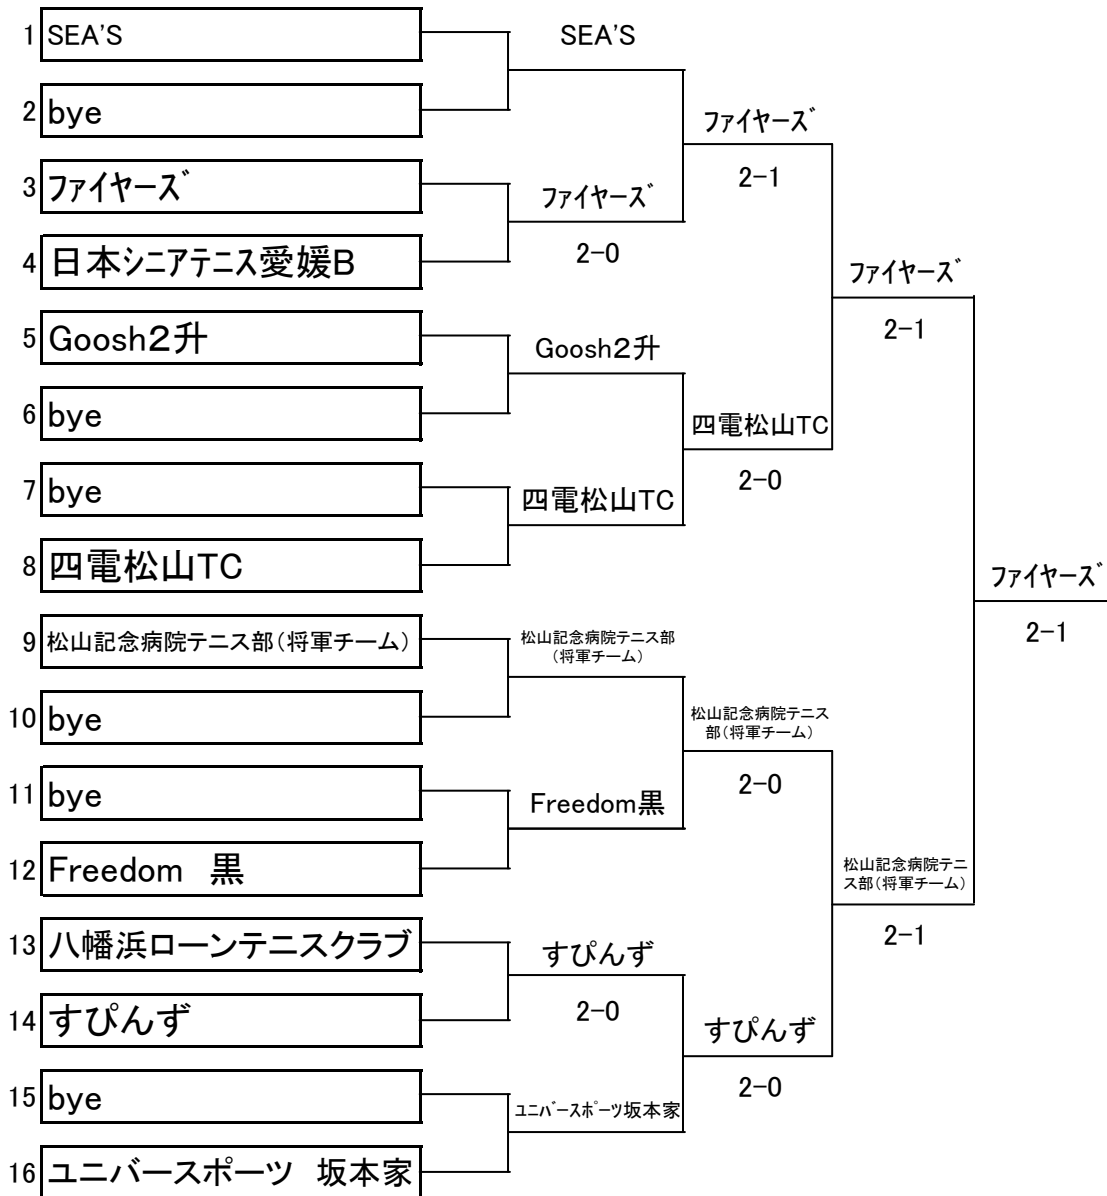 1 SEA'S
2 bye
3 ファイヤーズ
4 日本シニアテニス愛媛B
5 Goosh2升
6 bye
7 bye
8 四電松山TC
9 松山記念病院テニス部(将軍チーム)
10 bye
11 bye
12 Freedom 黒
13 八幡浜ローンテニスクラブ
14 すぴんず
15 bye
16 ユニバースポーツ 坂本家
SEA'S
ファイヤーズ
2-0
Goosh2升
四電松山TC
松山記念病院テニス部
(将軍チーム)
Freedom黒
すぴんず
2-0
ユニバースポーツ坂本家
ファイヤーズ
2-1
四電松山TC
2-0
松山記念病院テニス
部(将軍チーム)
2-0
すぴんず
2-0
ファイヤーズ
2-1
松山記念病院テニ
ス部(将軍チーム)
2-1
ファイヤーズ
2-1